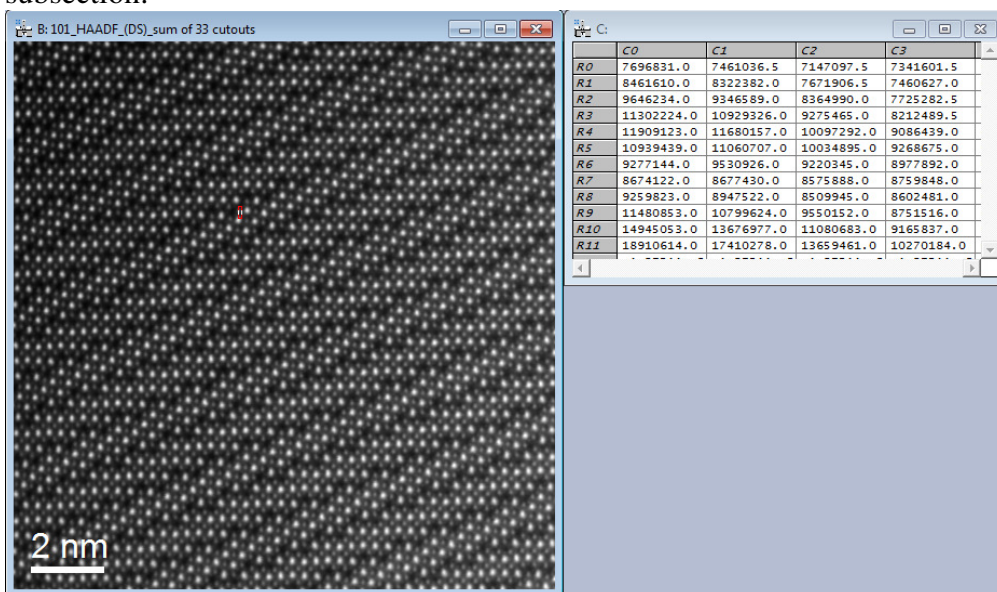 subsection.
B: 101_HAADF_(DS)_sum of 33 cutouts
2 nm
C:
C0 C1 C2 C3
R0 7696831.0 7461036.5 7147097.5 7341601.5
R1 8461610.0 8322382.0 7671906.5 7460627.0
R2 9646234.0 9346589.0 8364990.0 7725282.5
R3 11302224.0 10929326.0 9275465.0 8212489.5
R4 11909123.0 11680157.0 10097292.0 9086439.0
R5 10939439.0 11060707.0 10034895.0 9268675.0
R6 9277144.0 9530926.0 9220345.0 8977892.0
R7 8674122.0 8677430.0 8575888.0 8759848.0
R8 9259823.0 8947522.0 8509945.0 8602481.0
R9 11480853.0 10799624.0 9550152.0 8751516.0
R10 14945053.0 13676977.0 11080683.0 9165837.0
R11 18910614.0 17410278.0 13659461.0 10270184.0